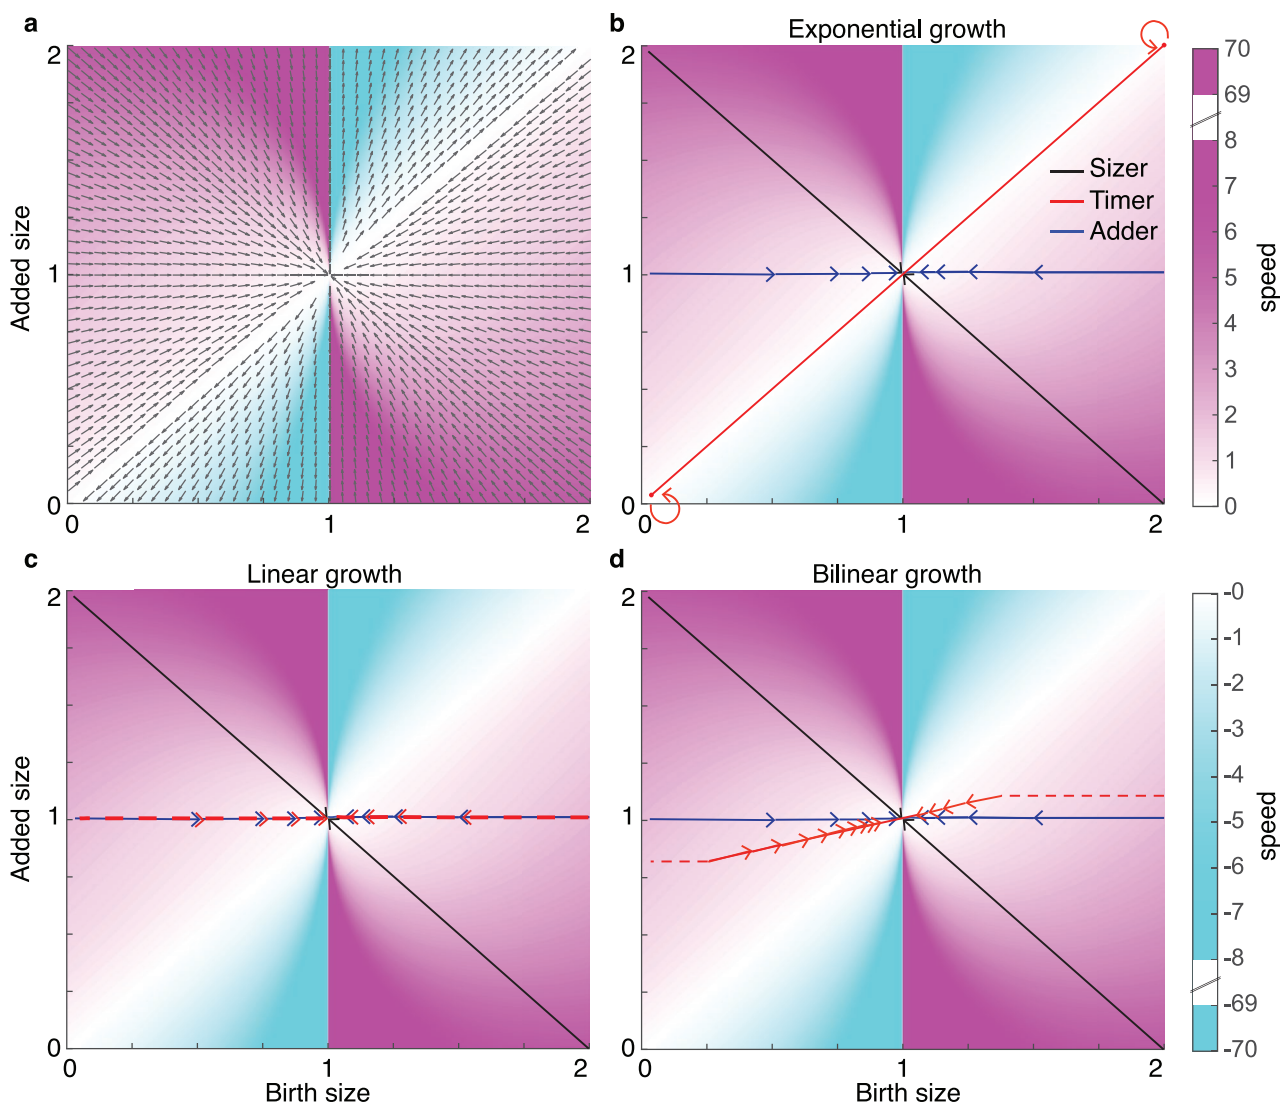 a
2
1
0
Added size
0
1
2
b
Exponential growth
2
1
0
Sizer
Timer
Adder
0
1
2
70
69
8
7
6
5
4
3
2
1
0
speed
c
Linear growth
2
1
0
Added size
0
1
2
Birth size
d
Bilinear growth
2
1
0
0
1
2
Birth size
-0
-1
-2
-3
-4
-5
-6
-7
-8
-69
-70
speed